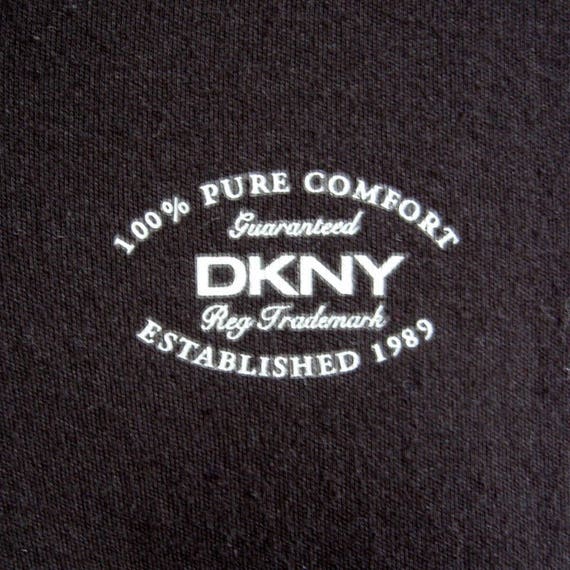 100% PURE COMFORT
Guaranteed
DKNY
Reg Trademark
ESTABLISHED 1989